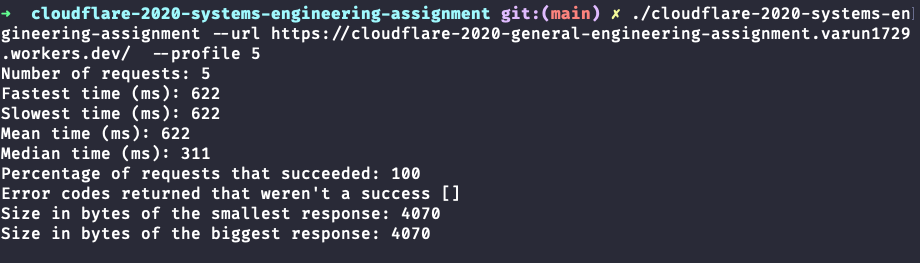 ➜  cloudflare-2020-systems-engineering-assignment git:(main) ✗ ./cloudflare-2020-systems-en
gineering-assignment --url https://cloudflare-2020-general-engineering-assignment.varun1729
.workers.dev/  --profile 5
Number of requests: 5
Fastest time (ms): 622
Slowest time (ms): 622
Mean time (ms): 622
Median time (ms): 311
Percentage of requests that succeeded: 100
Error codes returned that weren't a success []
Size in bytes of the smallest response: 4070
Size in bytes of the biggest response: 4070